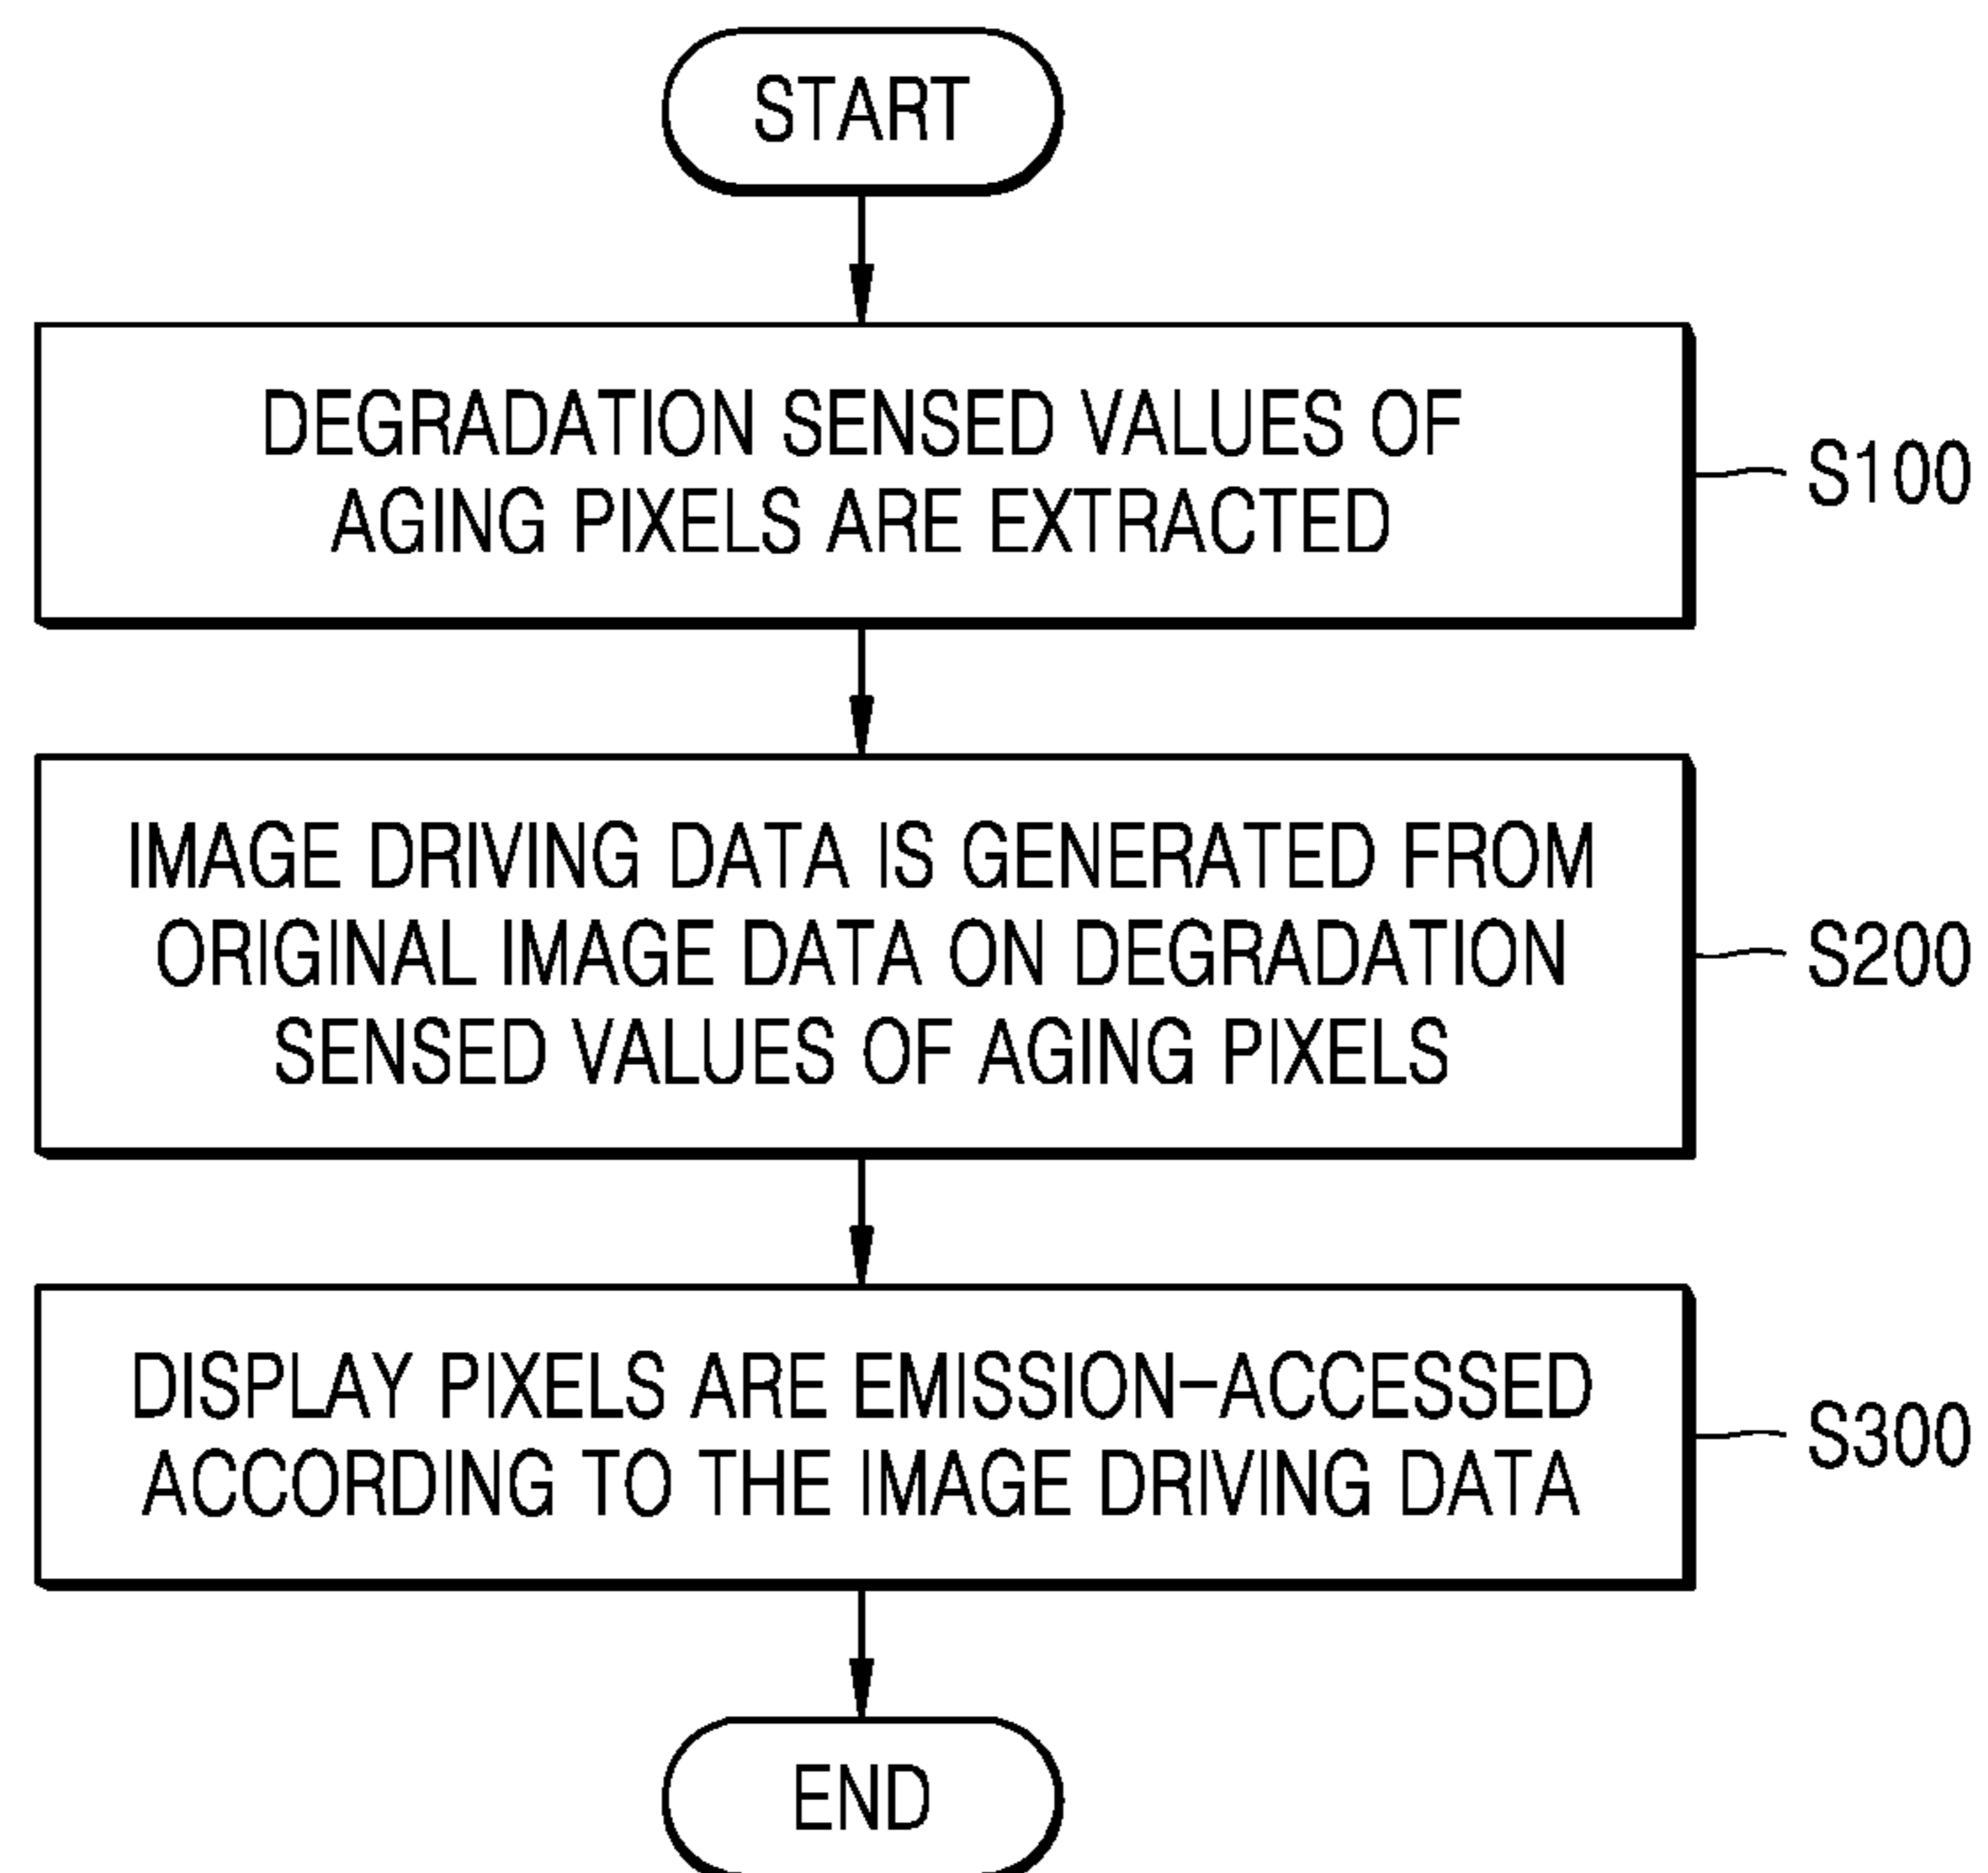 START
DEGRADATION SENSED VALUES OF
AGING PIXELS ARE EXTRACTED
S100
IMAGE DRIVING DATA IS GENERATED FROM
ORIGINAL IMAGE DATA ON DEGRADATION
SENSED VALUES OF AGING PIXELS
S200
DISPLAY PIXELS ARE EMISSION-ACCESSED
ACCORDING TO THE IMAGE DRIVING DATA
S300
END